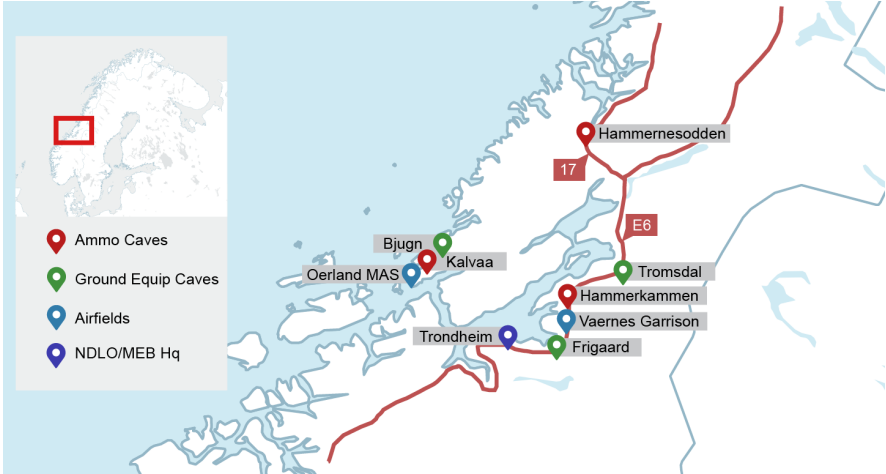 Ammo Caves
Ground Equip Caves
Airfields
NDLO/MEB Hq
Hammernesodden
17
E6
Bjugn
Kalvaa
Oerland MAS
Tromsdal
Hammerkammen
Vaernes Garrison
Trondheim
Frigaard